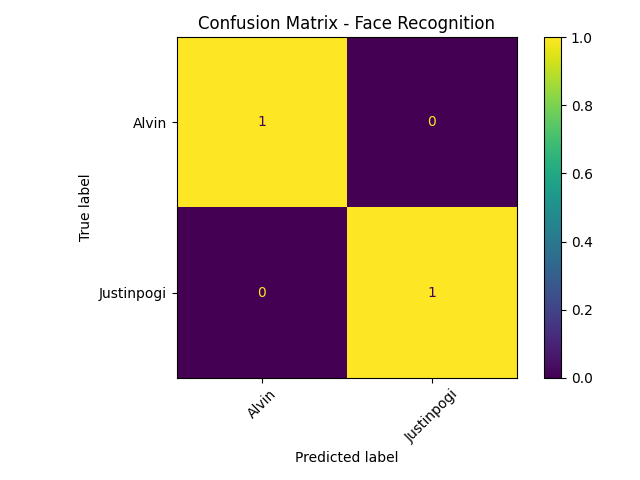 Confusion Matrix - Face Recognition
1.0
Alvin
1
0
0.8
True label
0.6
0.4
Justinpogi
0
1
0.2
0.0
Alvin
Justinpogi
Predicted label